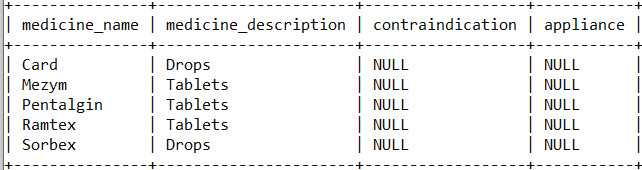 +---------------+----------------------+------------------+-----------+
| medicine_name | medicine_description | contraindication | appliance |
+---------------+----------------------+------------------+-----------+
| Card | Drops | NULL | NULL |
| Mezym | Tablets | NULL | NULL |
| Pentalgin | Tablets | NULL | NULL |
| Ramtex | Tablets | NULL | NULL |
| Sorbex | Drops | NULL | NULL |
+---------------+----------------------+------------------+-----------+